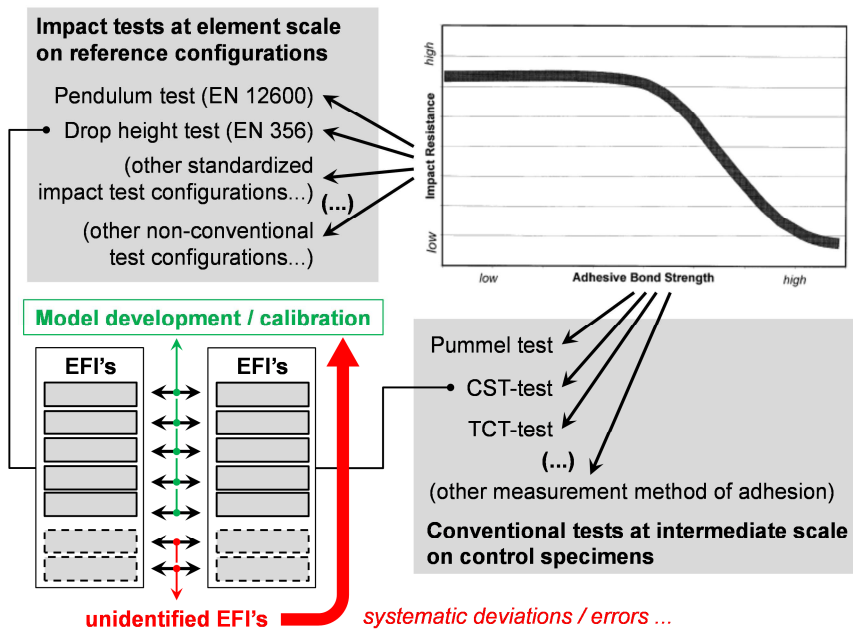 Impact tests at element scale
on reference configurations
Pendulum test (EN 12600)
Drop height test (EN 356)
(other standardized
impact test configurations...)
(...)
(other non-conventional
test configurations...)
high
Impact Resistance
low
low
Adhesive Bond Strength
high
Model development / calibration
EFI's
EFI's
Pummel test
CST-test
TCT-test
(...)
(other measurement method of adhesion)
Conventional tests at intermediate scale
on control specimens
unidentified EFI's
systematic deviations / errors ...